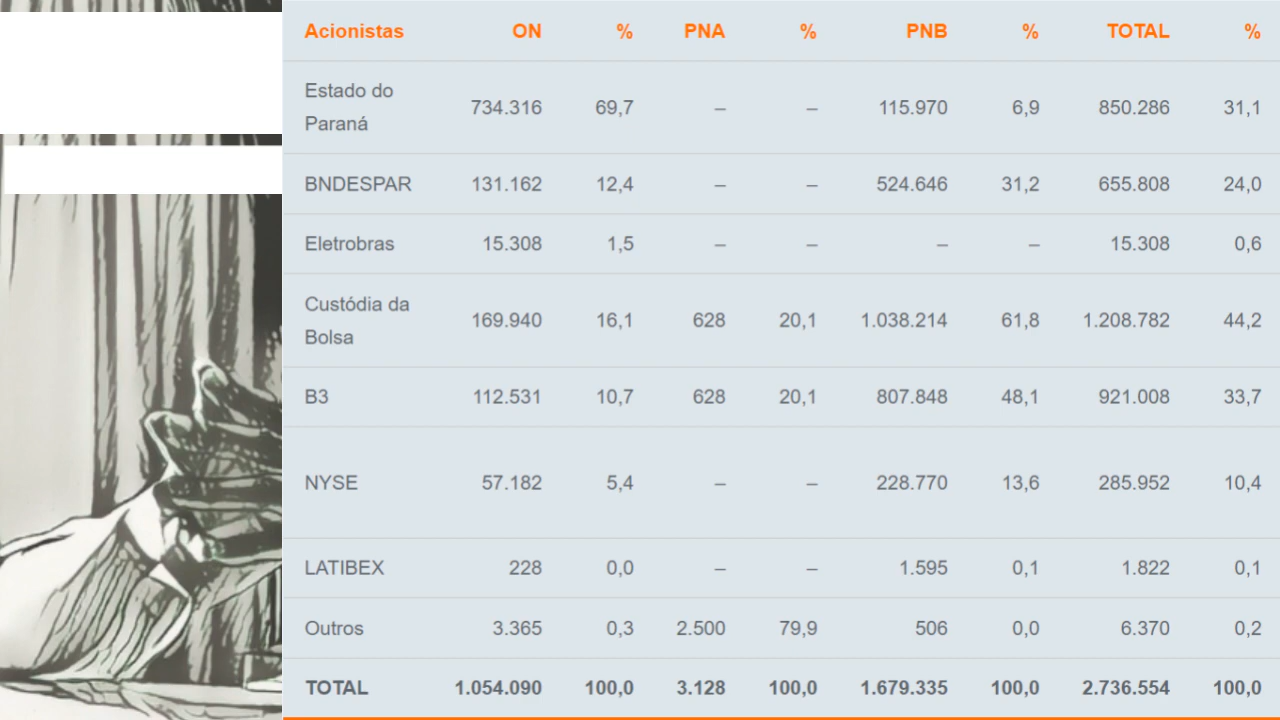 Acionistas ON % PNA % PNB % TOTAL %
Estado do
Paraná 734.316 69,7 – – 115.970 6,9 850.286 31,1
BNDESPAR 131.162 12,4 – – 524.646 31,2 655.808 24,0
Eletrobras 15.308 1,5 – – – – 15.308 0,6
Custódia da
Bolsa 169.940 16,1 628 20,1 1.038.214 61,8 1.208.782 44,2
B3 112.531 10,7 628 20,1 807.848 48,1 921.008 33,7
NYSE 57.182 5,4 – – 228.770 13,6 285.952 10,4
LATIBEX 228 0,0 – – 1.595 0,1 1.822 0,1
Outros 3.365 0,3 2.500 79,9 506 0,0 6.370 0,2
TOTAL 1.054.090 100,0 3.128 100,0 1.679.335 100,0 2.736.554 100,0